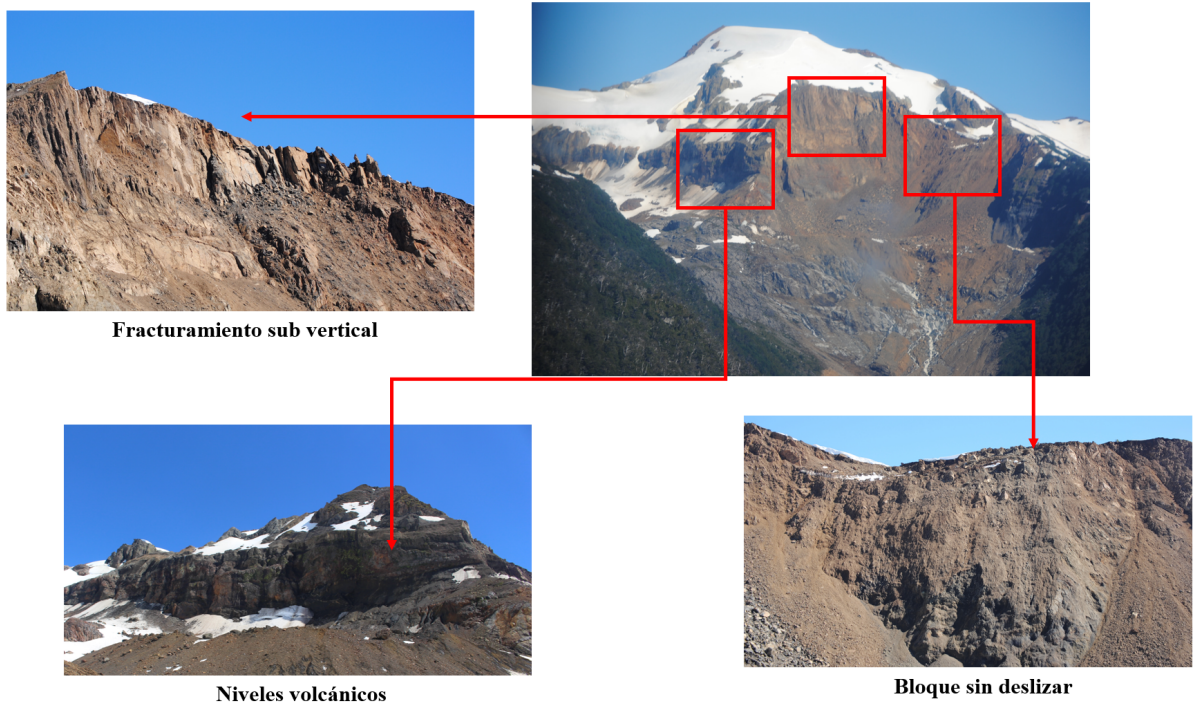 Fracturamiento sub vertical
Niveles volcánicos
Bloque sin deslizar